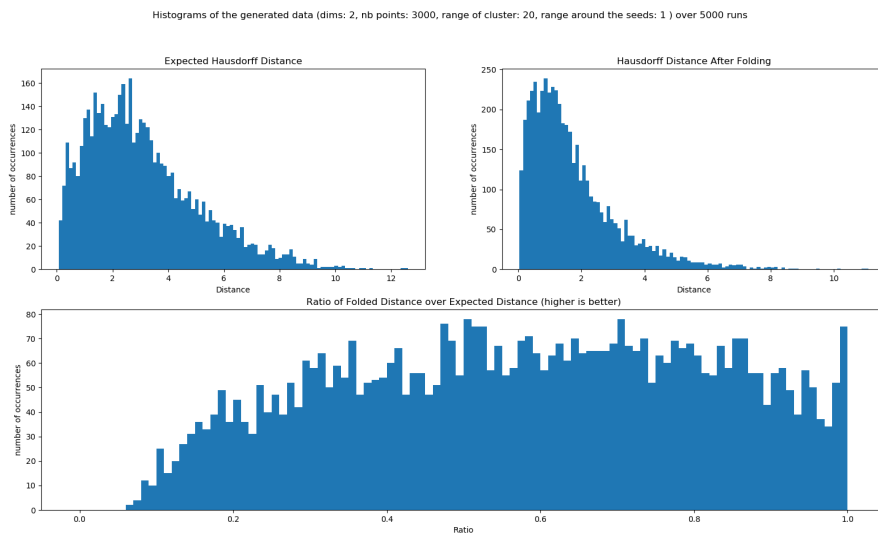 Histograms of the generated data (dims: 2, nb points: 3000, range of cluster: 20, range around the seeds: 1 ) over 5000 runs
Expected Hausdorff Distance
number of occurrences
160
140
120
100
80
60
40
20
0
0 2 4 6 8 10 12
Distance
Hausdorff Distance After Folding
number of occurrences
250
200
150
100
50
0
0 2 4 6 8 10
Distance
Ratio of Folded Distance over Expected Distance (higher is better)
number of occurrences
80
70
60
50
40
30
20
10
0
0.0 0.2 0.4 0.6 0.8 1.0
Ratio